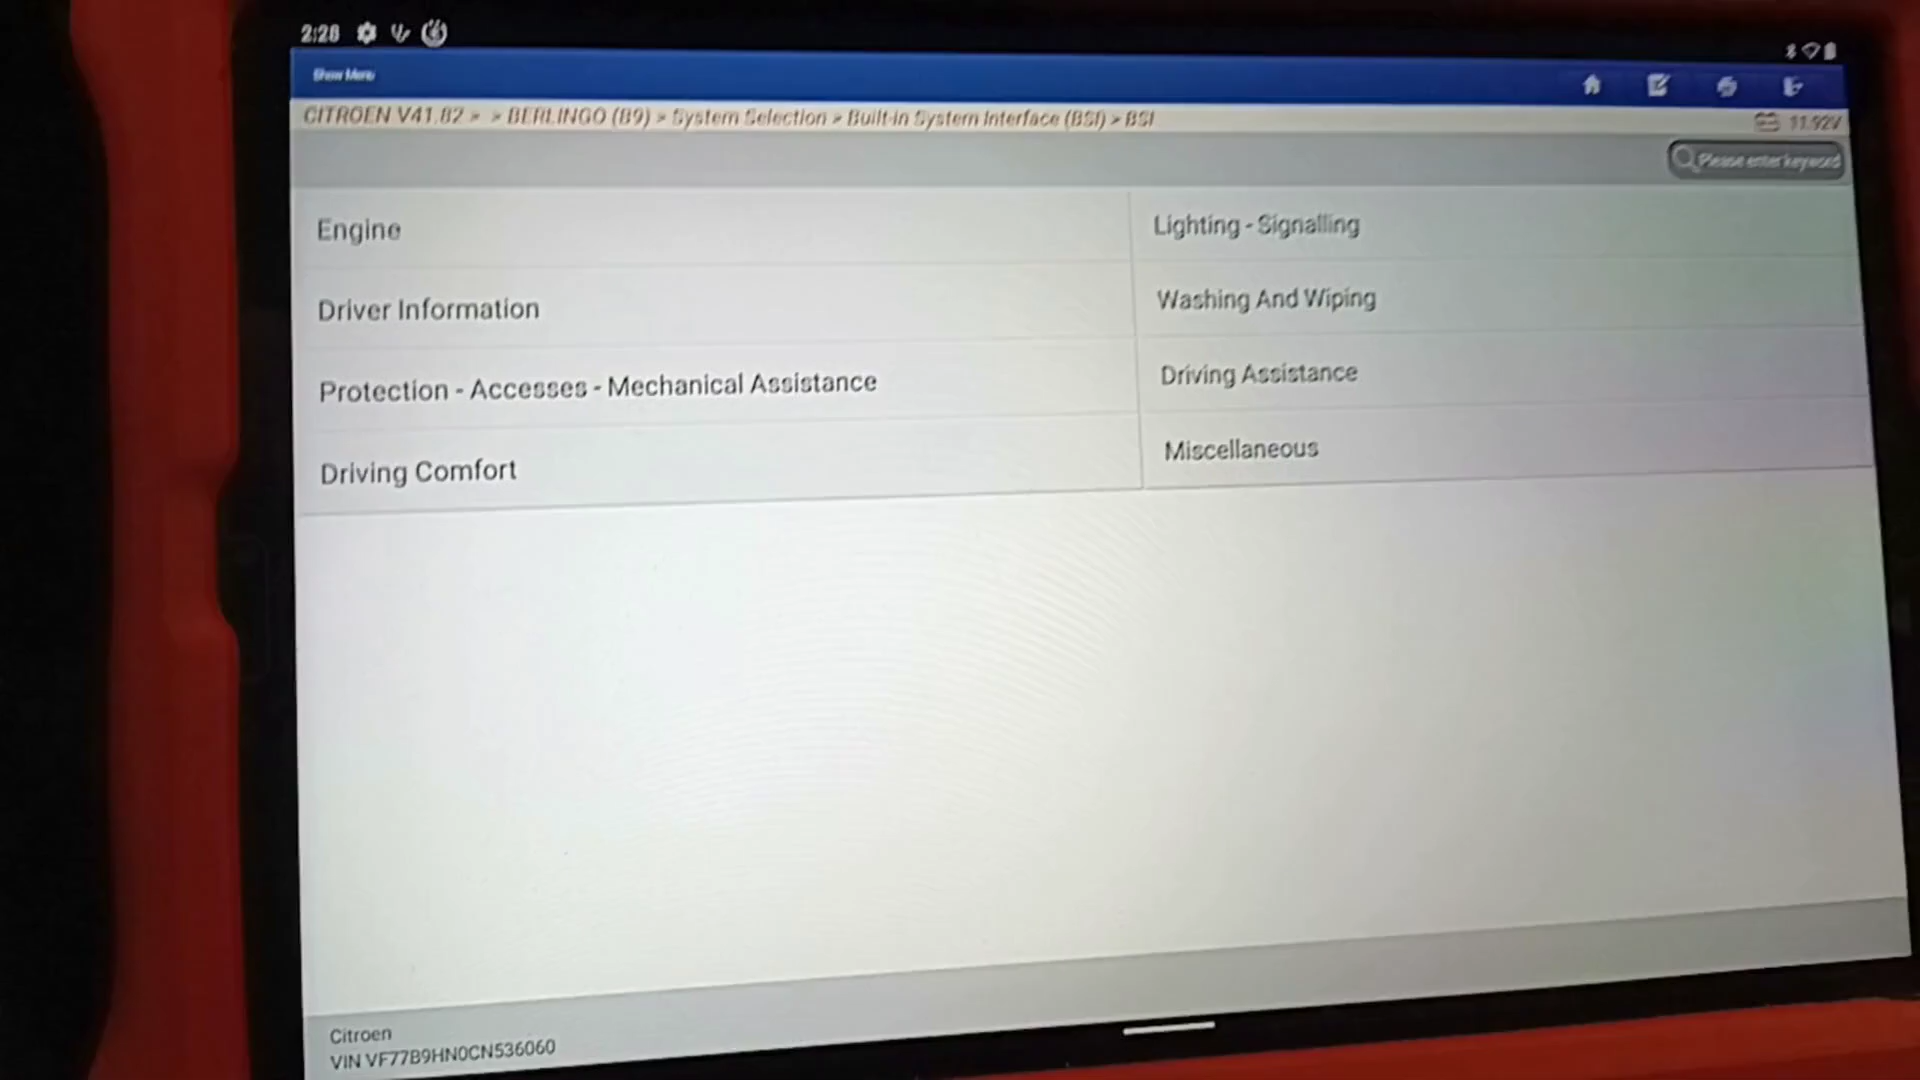 2:28
Show Menu
CITROEN V41.82 > > BERLINGO (B9) > System Selection > Built-in System Interface (BSI) > BSI
11.92V
Please enter keyword
Engine
Lighting - Signalling
Driver Information
Washing And Wiping
Protection - Accesses - Mechanical Assistance
Driving Assistance
Driving Comfort
Miscellaneous
Citroen
VIN VF77B9HN0CN536060